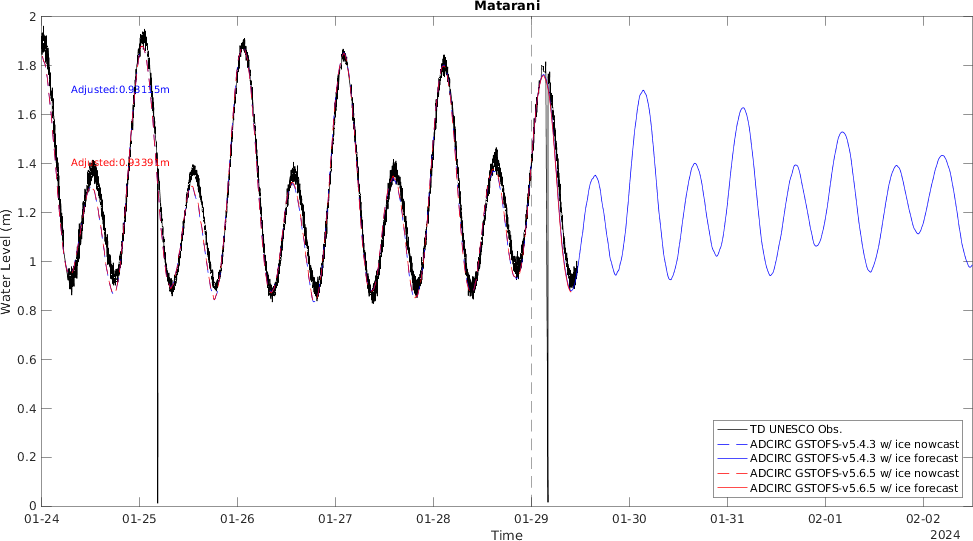 Matarani
2
1.8
1.6
1.4
1.2
1
0.8
0.6
0.4
0.2
0
Water Level (m)
Adjusted:0.93115m
Adjusted:0.93391m
TD UNESCO Obs.
ADCIRC GSTOFS-v5.4.3 w/ ice nowcast
ADCIRC GSTOFS-v5.4.3 w/ ice forecast
ADCIRC GSTOFS-v5.6.5 w/ ice nowcast
ADCIRC GSTOFS-v5.6.5 w/ ice forecast
01-24 01-25 01-26 01-27 01-28 01-29 01-30 01-31 02-01 02-02
Time
2024